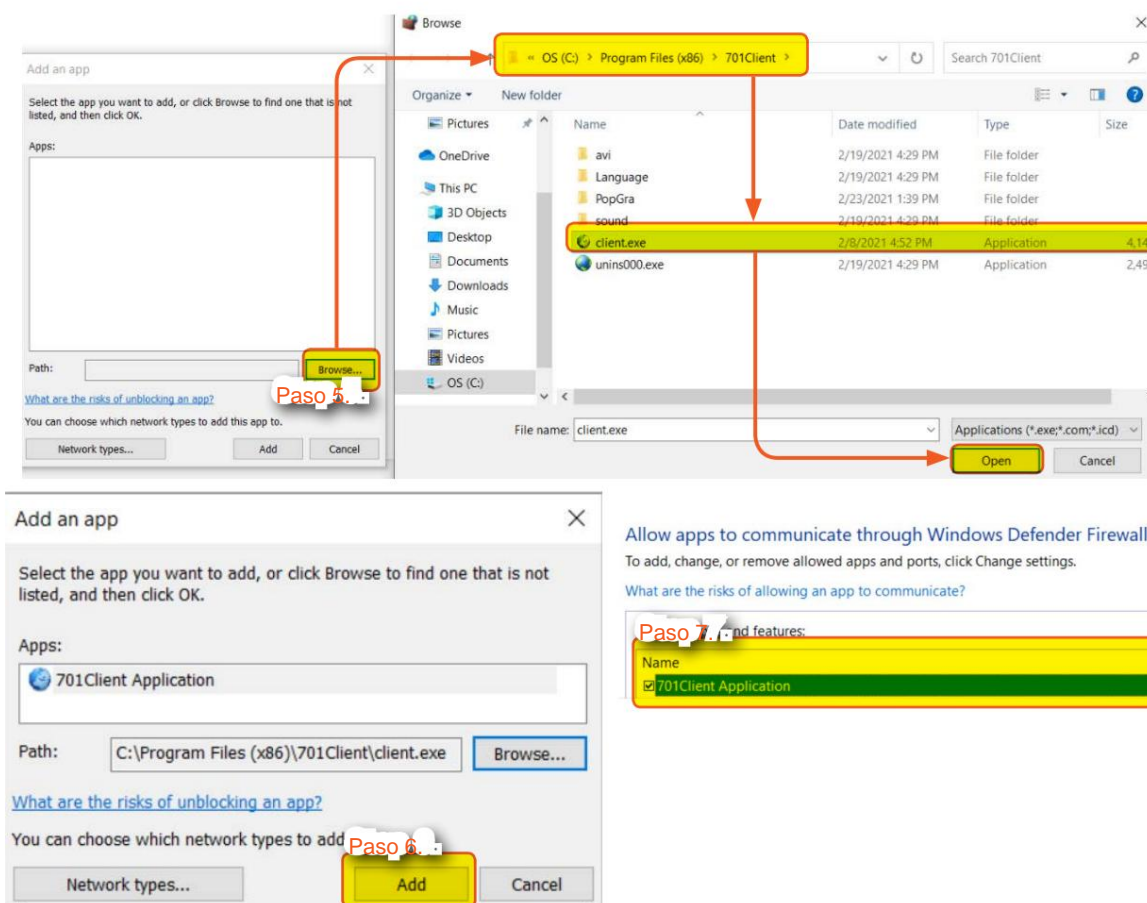 Add an app
Select the app you want to add, or click Browse to find one that is not
listed, and then click OK.
Apps:
Path:
Browse...
Paso 5.
What are the risks of unblocking an app?
You can choose which network types to add this app to.
Network types...
Add
Cancel
Browse
« OS (C:) > Program Files (x86) > 701Client >
Search 701Client
Organize
New folder
Pictures
OneDrive
This PC
3D Objects
Desktop
Documents
Downloads
Music
Pictures
Videos
OS (C:)
Name Date modified Type Size
avi 2/19/2021 4:29 PM File folder
Language 2/19/2021 4:29 PM File folder
PopGra 2/23/2021 1:39 PM File folder
sound 2/19/2021 4:29 PM File folder
client.exe 2/8/2021 4:52 PM Application 4,14
unins000.exe 2/19/2021 4:29 PM Application 2,49
File name: client.exe
Applications (*.exe;*.com;*.icd)
Open
Cancel
Add an app
Select the app you want to add, or click Browse to find one that is not
listed, and then click OK.
Apps:
701Client Application
Path: C:\Program Files (x86)\701Client\client.exe Browse...
What are the risks of unblocking an app?
You can choose which network types to add
Paso 6.
Network types...
Add
Cancel
Allow apps to communicate through Windows Defender Firewall
To add, change, or remove allowed apps and ports, click Change settings.
What are the risks of allowing an app to communicate?
Paso 7. features:
Name
701Client Application